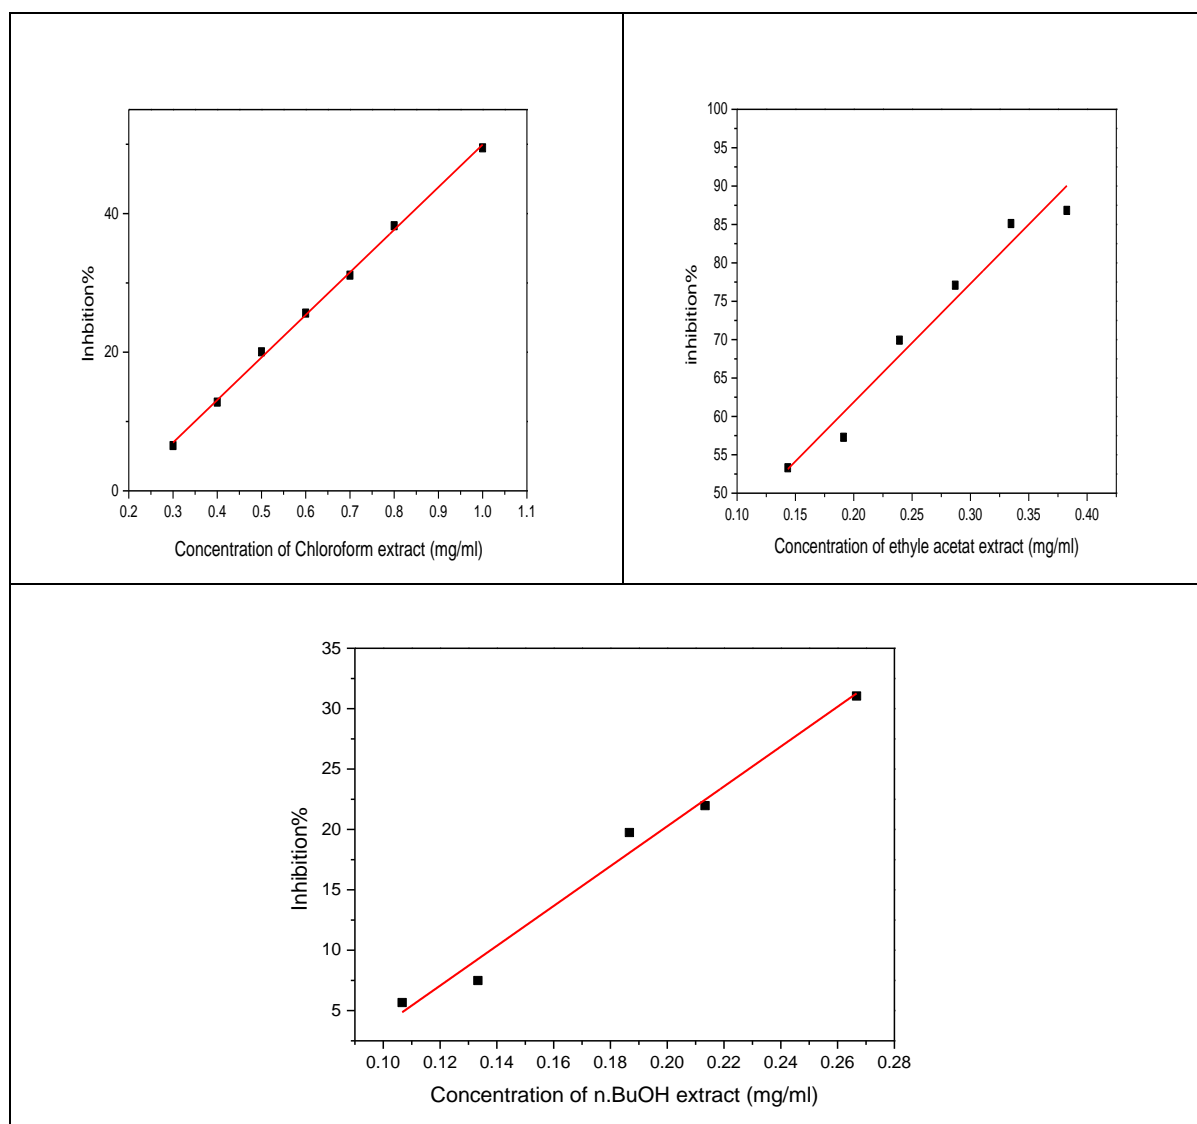 Inhbition%
40
20
0
0.2 0.3 0.4 0.5 0.6 0.7 0.8 0.9 1.0 1.1
Concentration of Chloroform extract (mg/ml)
inhibition%
100
95
90
85
80
75
70
65
60
55
50
0.10 0.15 0.20 0.25 0.30 0.35 0.40
Concentration of ethyle acetat extract (mg/ml)
Inhibition%
35
30
25
20
15
10
5
0.10 0.12 0.14 0.16 0.18 0.20 0.22 0.24 0.26 0.28
Concentration of n.BuOH extract (mg/ml)